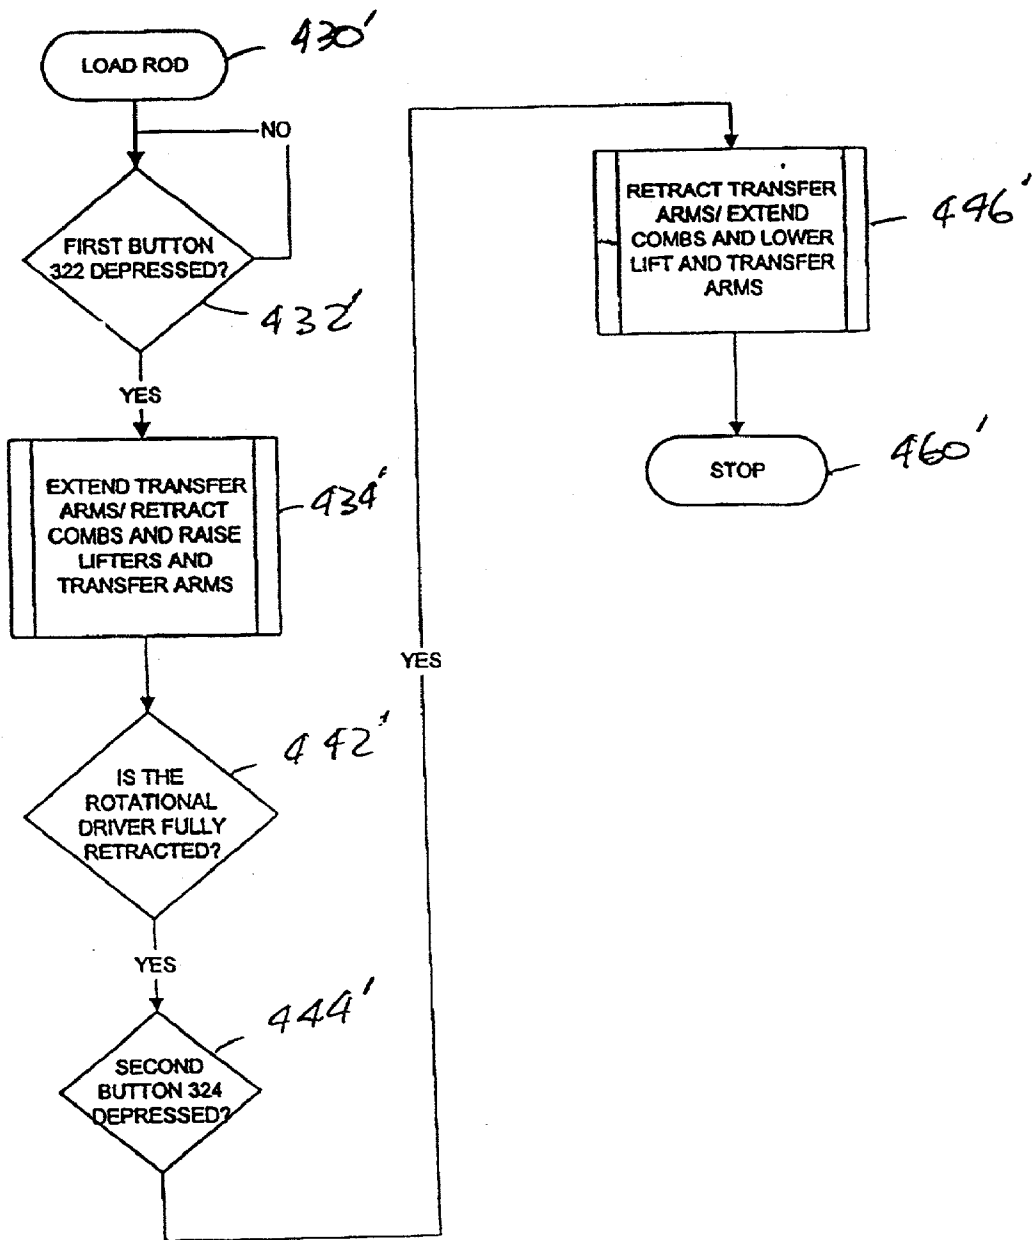 LOAD ROD
430'
NO
FIRST BUTTON
322 DEPRESSED?
432'
YES
EXTEND TRANSFER
ARMS/ RETRACT
COMBS AND RAISE
LIFTERS AND
TRANSFER ARMS
434'
IS THE
ROTATIONAL
DRIVER FULLY
RETRACTED?
442'
YES
SECOND
BUTTON 324
DEPRESSED?
444'
YES
RETRACT TRANSFER
ARMS/ EXTEND
COMBS AND LOWER
LIFT AND TRANSFER
ARMS
446'
STOP
460'